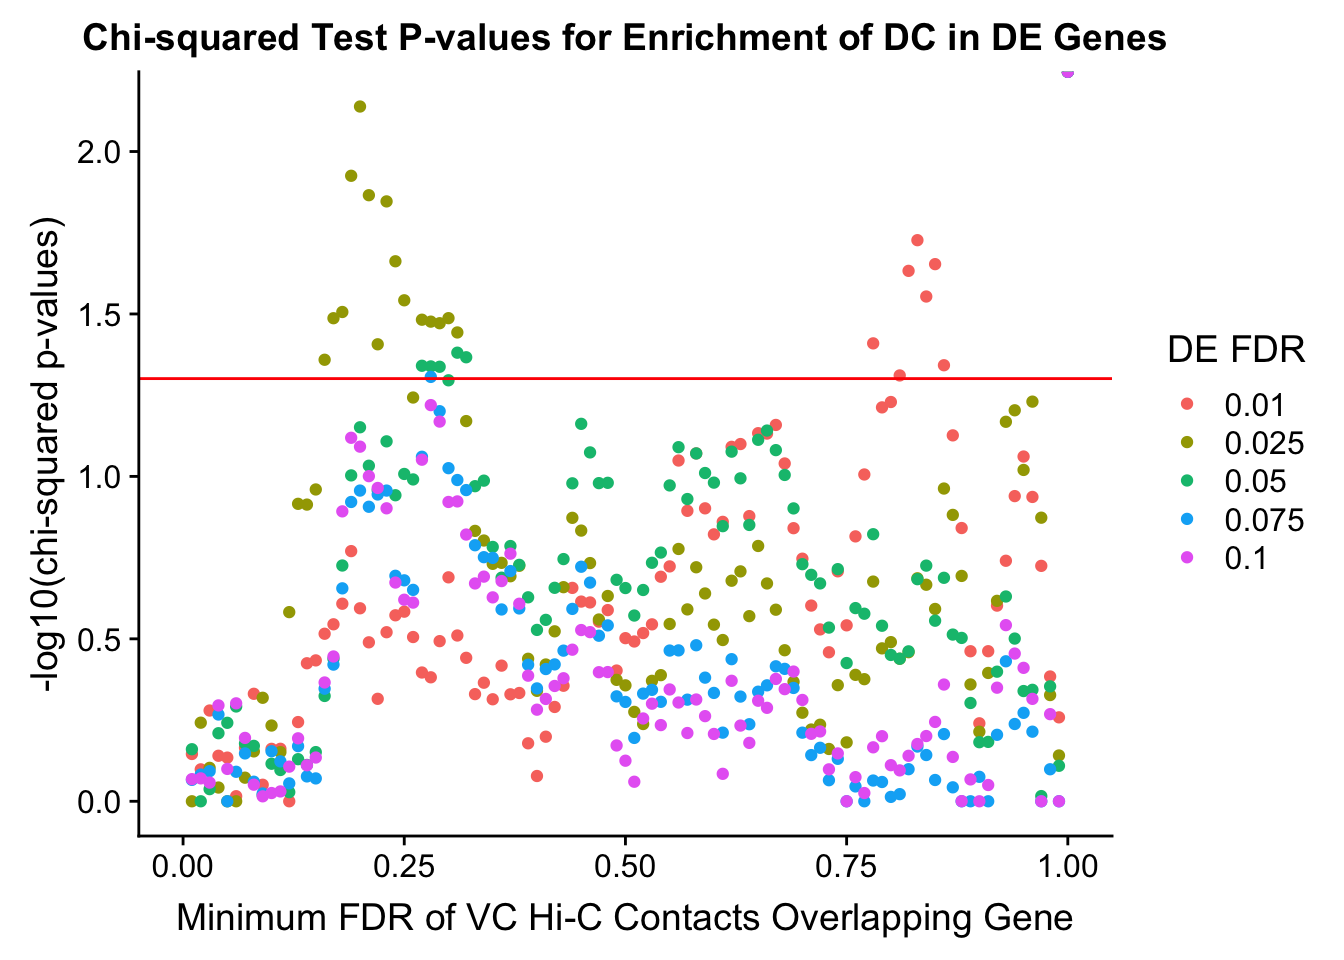 Chi-squared Test P-values for Enrichment of DC in DE Genes
-log10(chi-squared p-values)
2.0
1.5
1.0
0.5
0.0
0.00 0.25 0.50 0.75 1.00
Minimum FDR of VC Hi-C Contacts Overlapping Gene
DE FDR
0.01
0.025
0.05
0.075
0.1